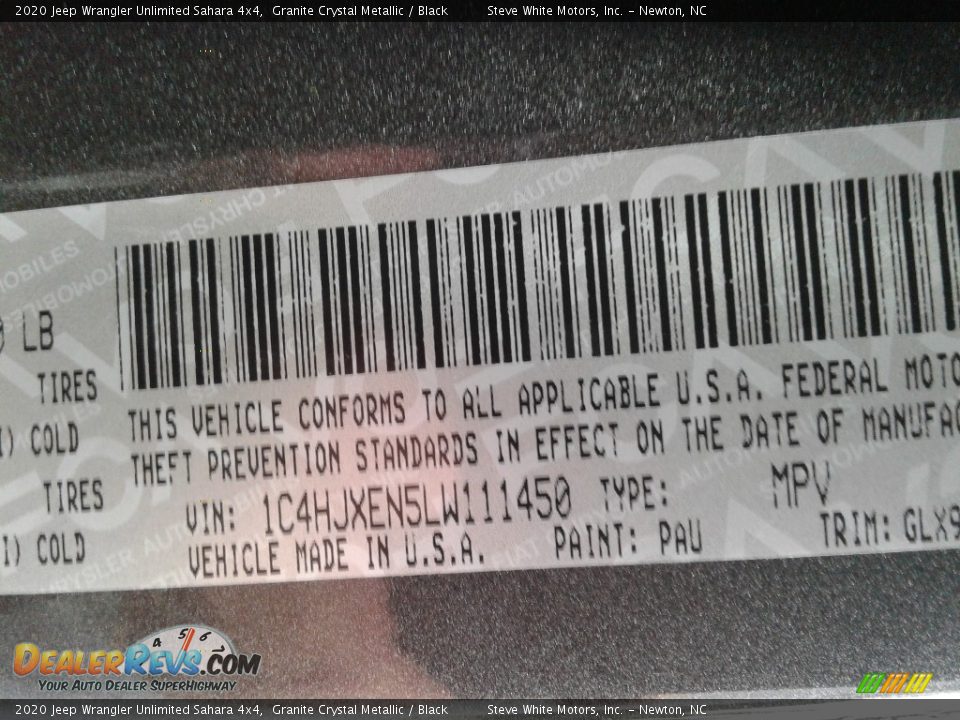 2020 Jeep Wrangler Unlimited Sahara 4x4, Granite Crystal Metallic / Black Steve White Motors, Inc. – Newton, NC
LB
TIRES
COLD
TIRES
COLD
THIS VEHICLE CONFORMS TO ALL APPLICABLE U.S.A. FEDERAL MOTO
THEFT PREVENTION STANDARDS IN EFFECT ON THE DATE OF MANUFAC
VIN: 1C4HJXEN5LW111450 TYPE: MPV
VEHICLE MADE IN U.S.A. PAINT: PAU TRIM: GLX9
4 5 6
DEALERREVS.COM
YOUR AUTO DEALER SUPERHIGHWAY
2020 Jeep Wrangler Unlimited Sahara 4x4, Granite Crystal Metallic / Black Steve White Motors, Inc. – Newton, NC